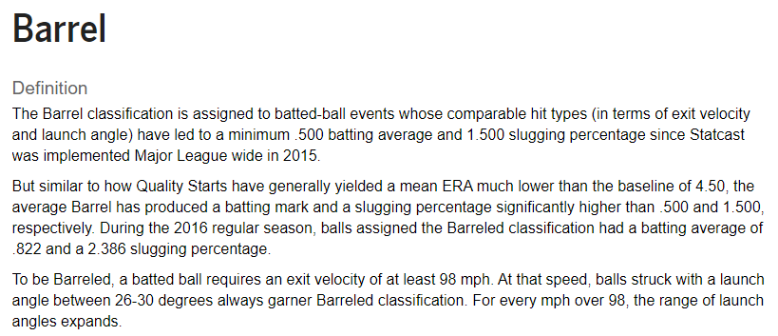 Barrel
Definition
The Barrel classification is assigned to batted-ball events whose comparable hit types (in terms of exit velocity
and launch angle) have led to a minimum .500 batting average and 1.500 slugging percentage since Statcast
was implemented Major League wide in 2015.
But similar to how Quality Starts have generally yielded a mean ERA much lower than the baseline of 4.50, the
average Barrel has produced a batting mark and a slugging percentage significantly higher than .500 and 1.500,
respectively. During the 2016 regular season, balls assigned the Barreled classification had a batting average of
.822 and a 2.386 slugging percentage.
To be Barreled, a batted ball requires an exit velocity of at least 98 mph. At that speed, balls struck with a launch
angle between 26-30 degrees always garner Barreled classification. For every mph over 98, the range of launch
angles expands.